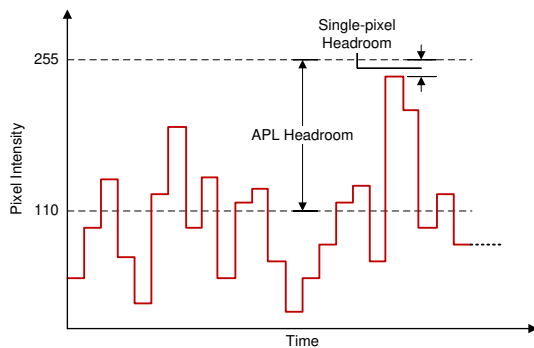 Single-pixel
Headroom
255
APL Headroom
Pixel Intensity
110
Time